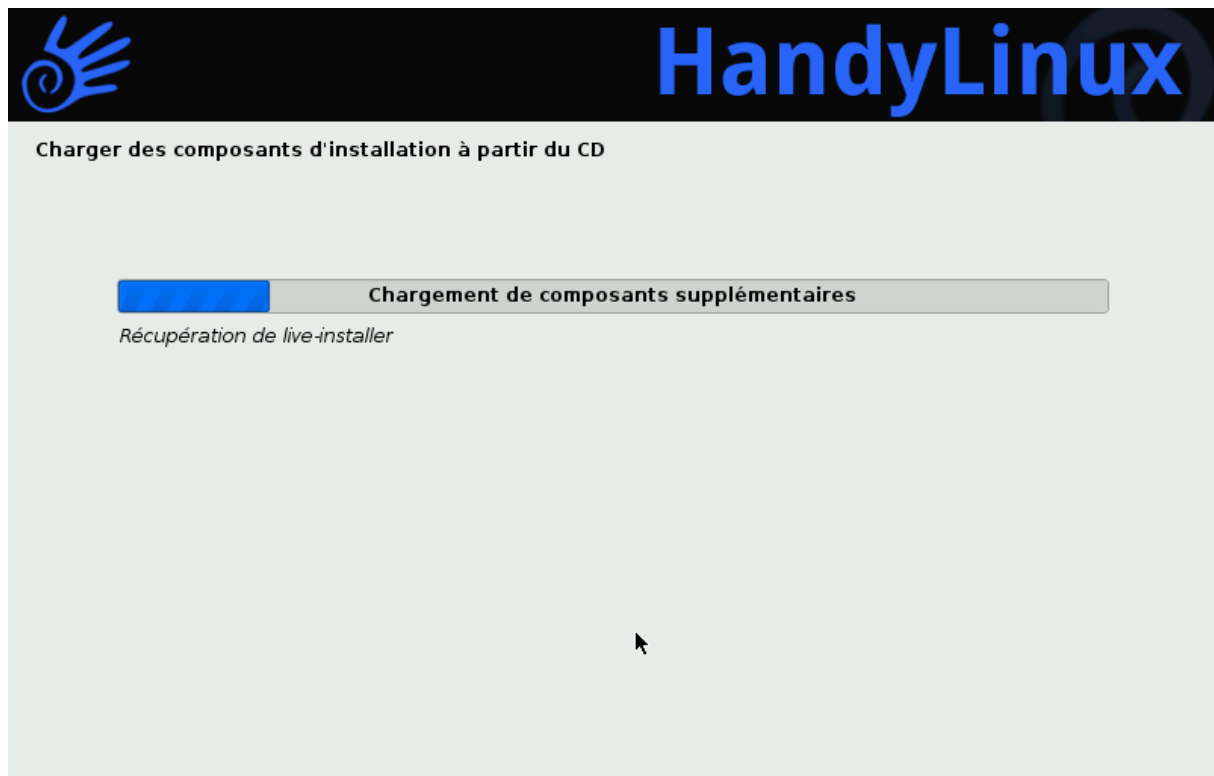 HandyLinux
Charger des composants d'installation à partir du CD
Chargement de composants supplémentaires
Récupération de live-installer